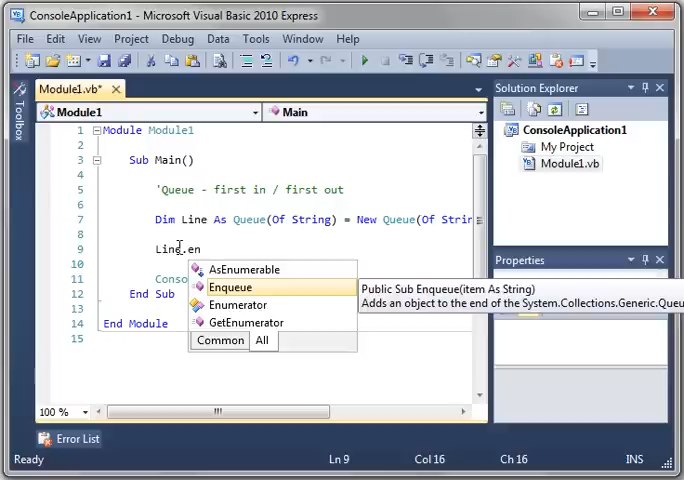 ConsoleApplication1 - Microsoft Visual Basic 2010 Express
File Edit View Project Debug Data Tools Window Help
Module1.vb*
Solution Explorer
Toolbox
Module1 Main
ConsoleApplication1
My Project
Module1.vb
1 Module Module1
2
3 Sub Main()
4
5 'Queue - first in / first out
6
7 Dim Line As Queue(Of String) = New Queue(Of Strin
8
9 Line.en
10
11 Conso
12 End Sub
13
14 End Module
15
AsEnumerable
Enqueue
Enumerator
GetEnumerator
Common All
Public Sub Enqueue(item As String)
Adds an object to the end of the System.Collections.Generic.Queu
Properties
100 %
Error List
Ready Ln 9 Col 16 Ch 16 INS